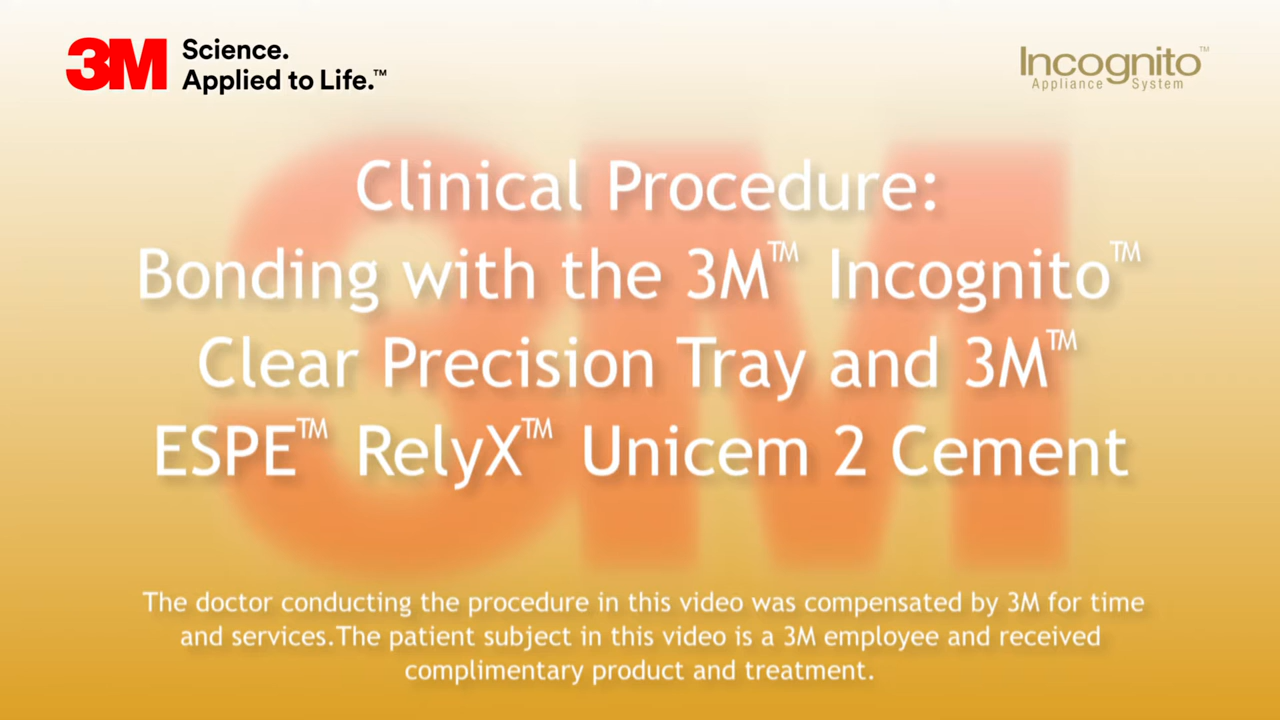 3M Science.
Applied to Life.™
Incognito™
Appliance System
Clinical Procedure:
Bonding with the 3M™ Incognito™
Clear Precision Tray and 3M™
ESPE™ RelyX™ Unicem 2 Cement
The doctor conducting the procedure in this video was compensated by 3M for time
and services.The patient subject in this video is a 3M employee and received
complimentary product and treatment.